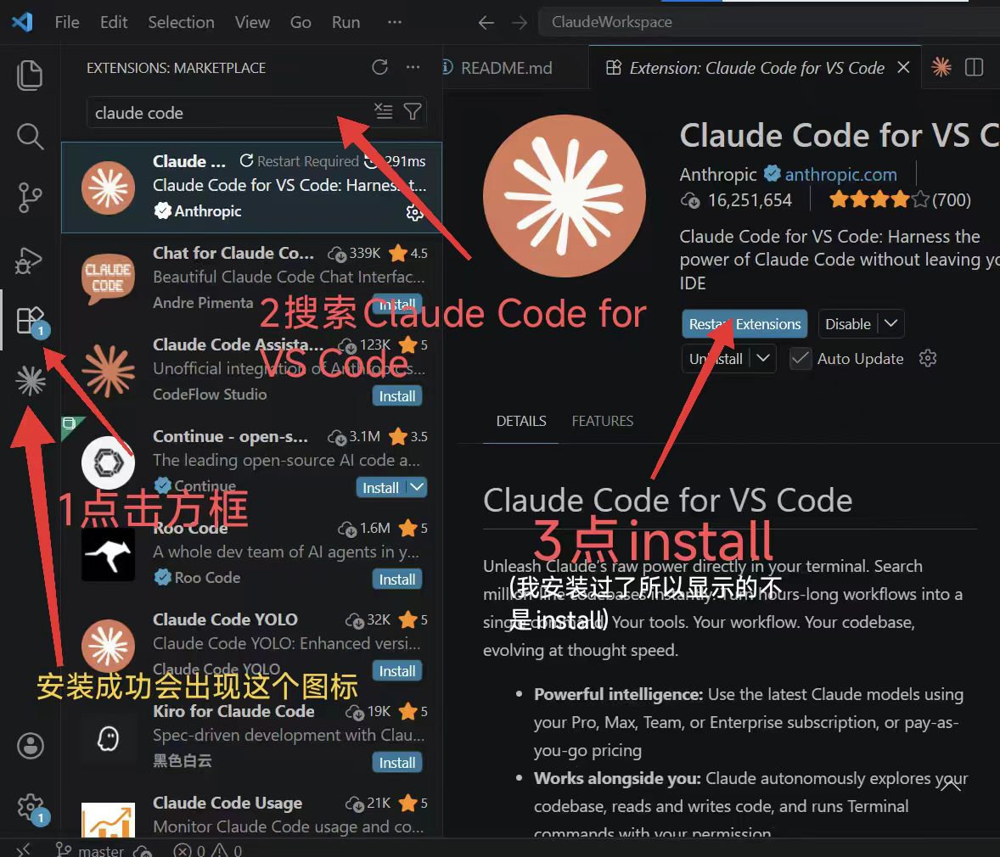 File Edit Selection View Go Run ···
ClaudeWorkspace
EXTENSIONS: MARKETPLACE
claude code
Claude ... Restart Required 291ms
Claude Code for VS Code: Harness t...
Anthropic
Chat for Claude Co... 339K 4.5
Beautiful Claude Code Chat Interfac...
Andre Pimenta Install
CLAUDE CODE
Claude Code Assista... 123K 5
Unofficial integration of Anthropic's...
CodeFlow Studio Install
Continue - open-s... 3.1M 3.5
The leading open-source AI code a...
Continue Install
Roo Code 1.6M 5
A whole dev team of AI agents in y...
Roo Code Install
Claude Code YOLO 32K 5
Claude Code YOLO: Enhanced versi...
Claude Code YOLO Install
Kiro for Claude Code 19K 5
Spec-driven development with Clau...
黑色白云 Install
Claude Code Usage 21K 5
Monitor Claude Code usage and co...
1
1
README.md
Extension: Claude Code for VS Code
Claude Code for VS C
Anthropic anthropic.com
16,251,654 (700)
Claude Code for VS Code: Harness the
power of Claude Code without leaving yo
IDE
Restart Extensions Disable
Uninstall Auto Update
DETAILS FEATURES
Claude Code for VS Code
Unleash Claude's raw power directly in your terminal. Search
million-line codebases instantly. Turn hours-long workflows into a
single command. Your tools. Your workflow. Your codebase,
evolving at thought speed.
• Powerful intelligence: Use the latest Claude models using
your Pro, Max, Team, or Enterprise subscription, or pay-as-
you-go pricing
• Works alongside you: Claude autonomously explores your
codebase, reads and writes code, and runs Terminal
commands with your permission
1点击方框
2搜索Claude Code for
VS Code
3点install
(我安装过了所以显示的不
是install)
安装成功会出现这个图标
master 0 0